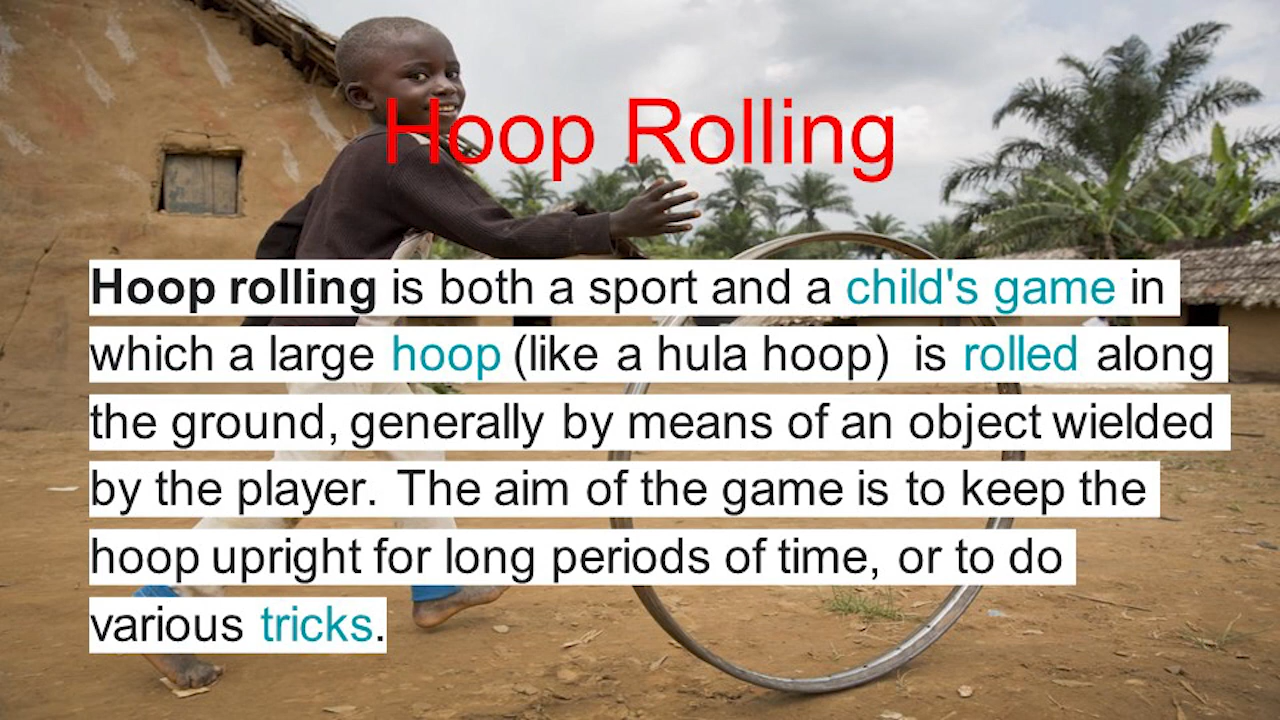 Hoop Rolling
Hoop rolling is both a sport and a child's game in
which a large hoop (like a hula hoop) is rolled along
the ground, generally by means of an object wielded
by the player. The aim of the game is to keep the
hoop upright for long periods of time, or to do
various tricks.